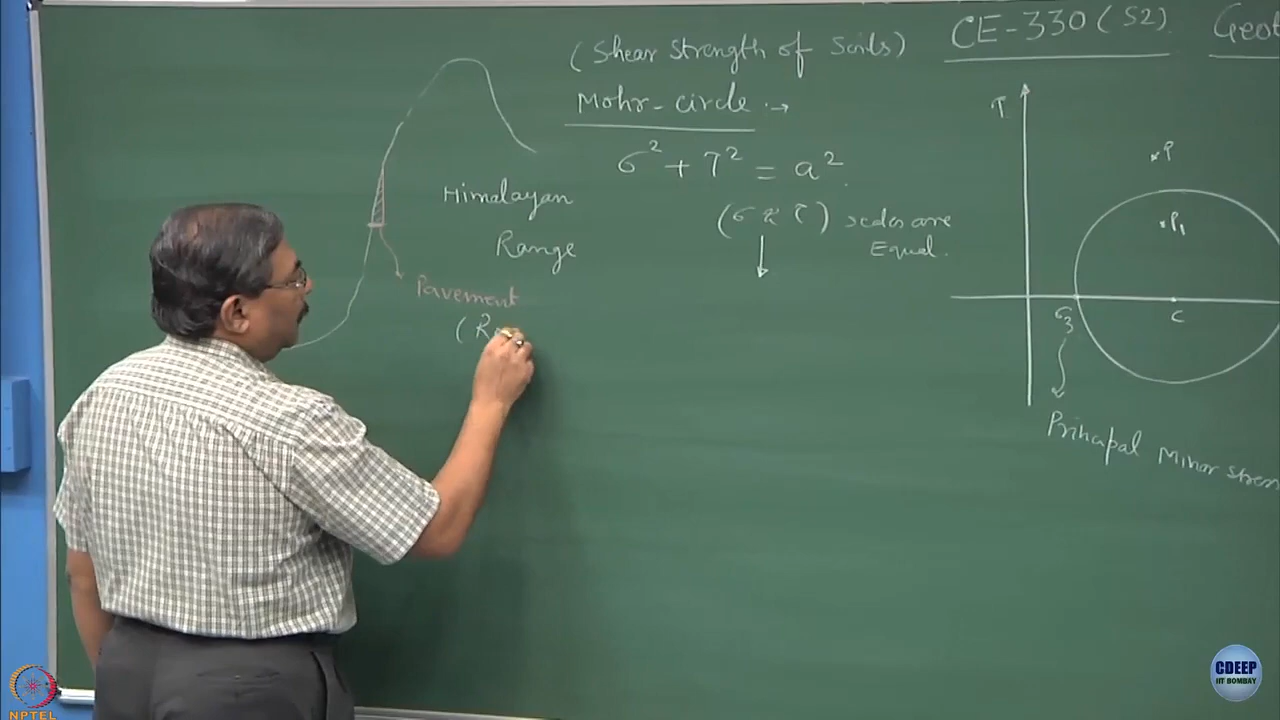 CE-330 (S2)
(Shear strength of Soils)
Mohr-circle :→
σ² + τ² = a².
(σ & τ) scales are
Equal.
Himalayan
Range
Pavement
τ
P
P₁
σ₃
C
Principal Minor stress
NPTEL
CDEEP
IIT BOMBAY